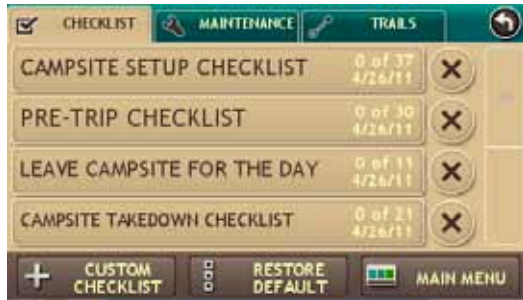 CHECKLIST MAINTENANCE TRAILS
CAMPSITE SETUP CHECKLIST 0 of 37
4/26/11
PRE-TRIP CHECKLIST 0 of 30
4/26/11
LEAVE CAMPSITE FOR THE DAY 0 of 11
4/26/11
CAMPSITE TAKEDOWN CHECKLIST 0 of 21
4/26/11
CUSTOM CHECKLIST
RESTORE DEFAULT
MAIN MENU